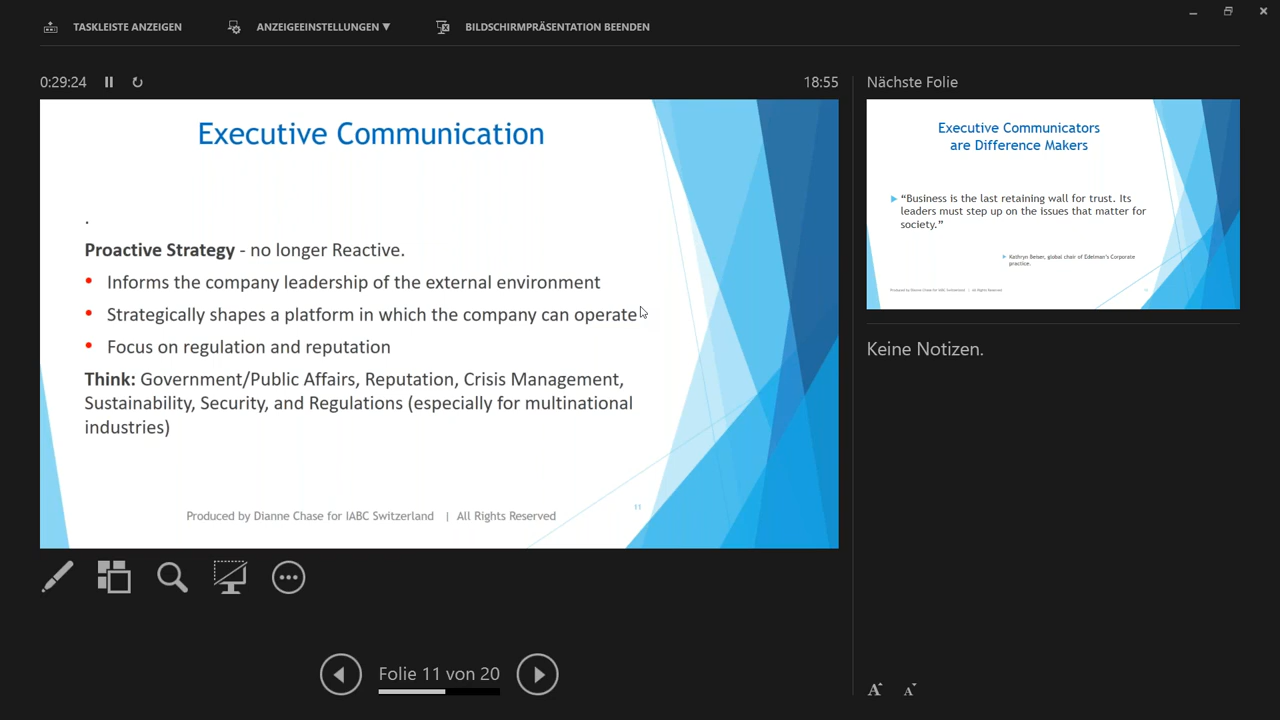 TASKLEISTE ANZEIGEN
ANZEIGEEINSTELLUNGEN ▼
BILDSCHIRMPRÄSENTATION BEENDEN
0:29:24
18:55
Executive Communication
.
Proactive Strategy - no longer Reactive.
• Informs the company leadership of the external environment
• Strategically shapes a platform in which the company can operate
• Focus on regulation and reputation
Think: Government/Public Affairs, Reputation, Crisis Management,
Sustainability, Security, and Regulations (especially for multinational
industries)
Produced by Dianne Chase for IABC Switzerland | All Rights Reserved
11
Folie 11 von 20
Nächste Folie
Executive Communicators
are Difference Makers
“Business is the last retaining wall for trust. Its
leaders must step up on the issues that matter for
society.”
Kathryn Beiser, global chair of Edelman's Corporate
practice.
Produced by Dianne Chase for IABC Switzerland | All Rights Reserved
Keine Notizen.
A A